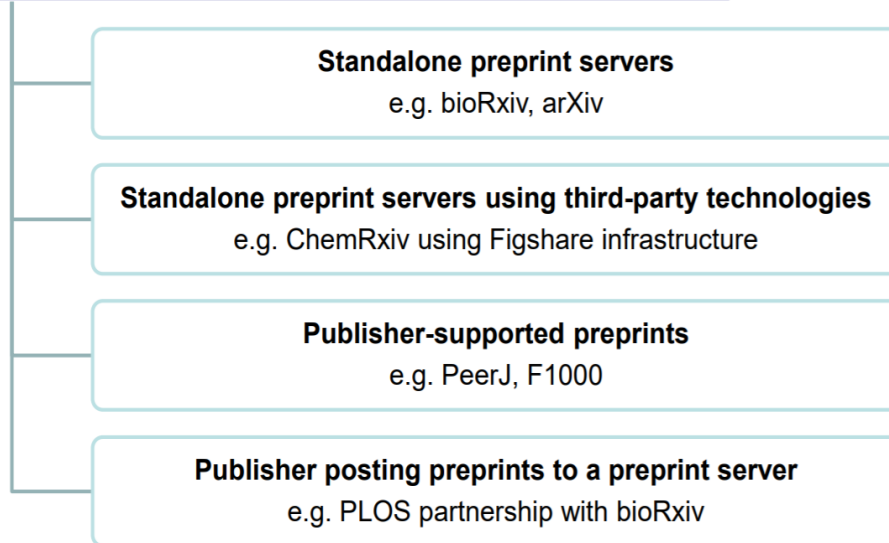 Standalone preprint servers
e.g. bioRxiv, arXiv
Standalone preprint servers using third-party technologies
e.g. ChemRxiv using Figshare infrastructure
Publisher-supported preprints
e.g. PeerJ, F1000
Publisher posting preprints to a preprint server
e.g. PLOS partnership with bioRxiv